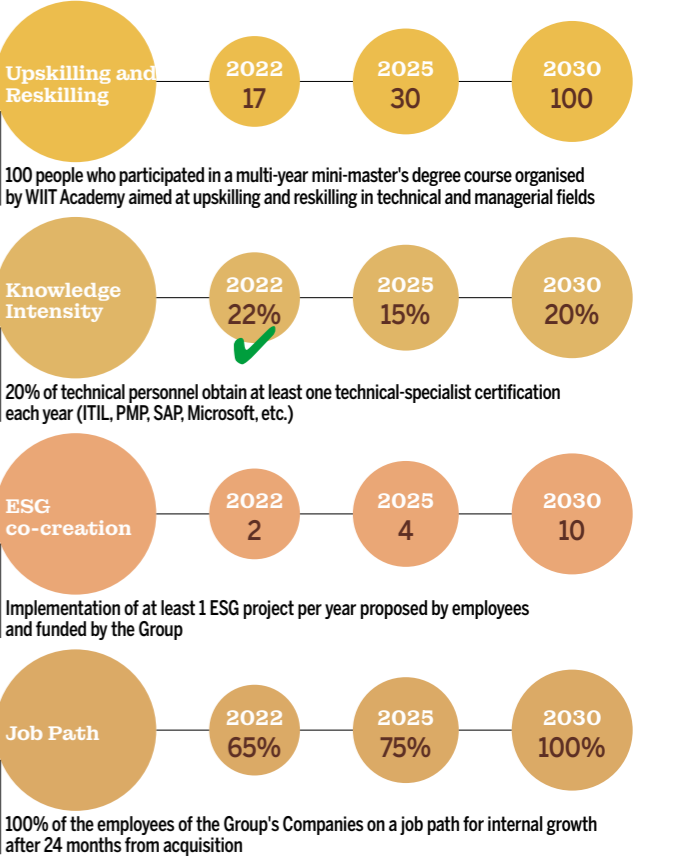 Upskilling and
Reskilling
2022
17
2025
30
2030
100
100 people who participated in a multi-year mini-master's degree course organised
by WIIT Academy aimed at upskilling and reskilling in technical and managerial fields
Knowledge
Intensity
2022
22%
2025
15%
2030
20%
20% of technical personnel obtain at least one technical-specialist certification
each year (ITIL, PMP, SAP, Microsoft, etc.)
ESG
co-creation
2022
2
2025
4
2030
10
Implementation of at least 1 ESG project per year proposed by employees
and funded by the Group
Job Path
2022
65%
2025
75%
2030
100%
100% of the employees of the Group's Companies on a job path for internal growth
after 24 months from acquisition